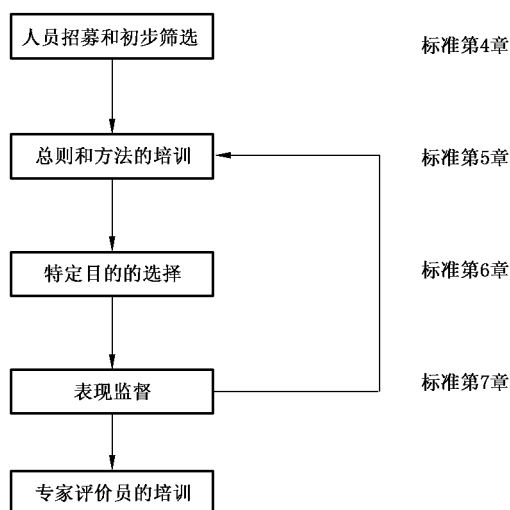 人员招募和初步筛选
标准第4章
总则和方法的培训
标准第5章
特定目的的选择
标准第6章
表现监督
标准第7章
专家评价员的培训